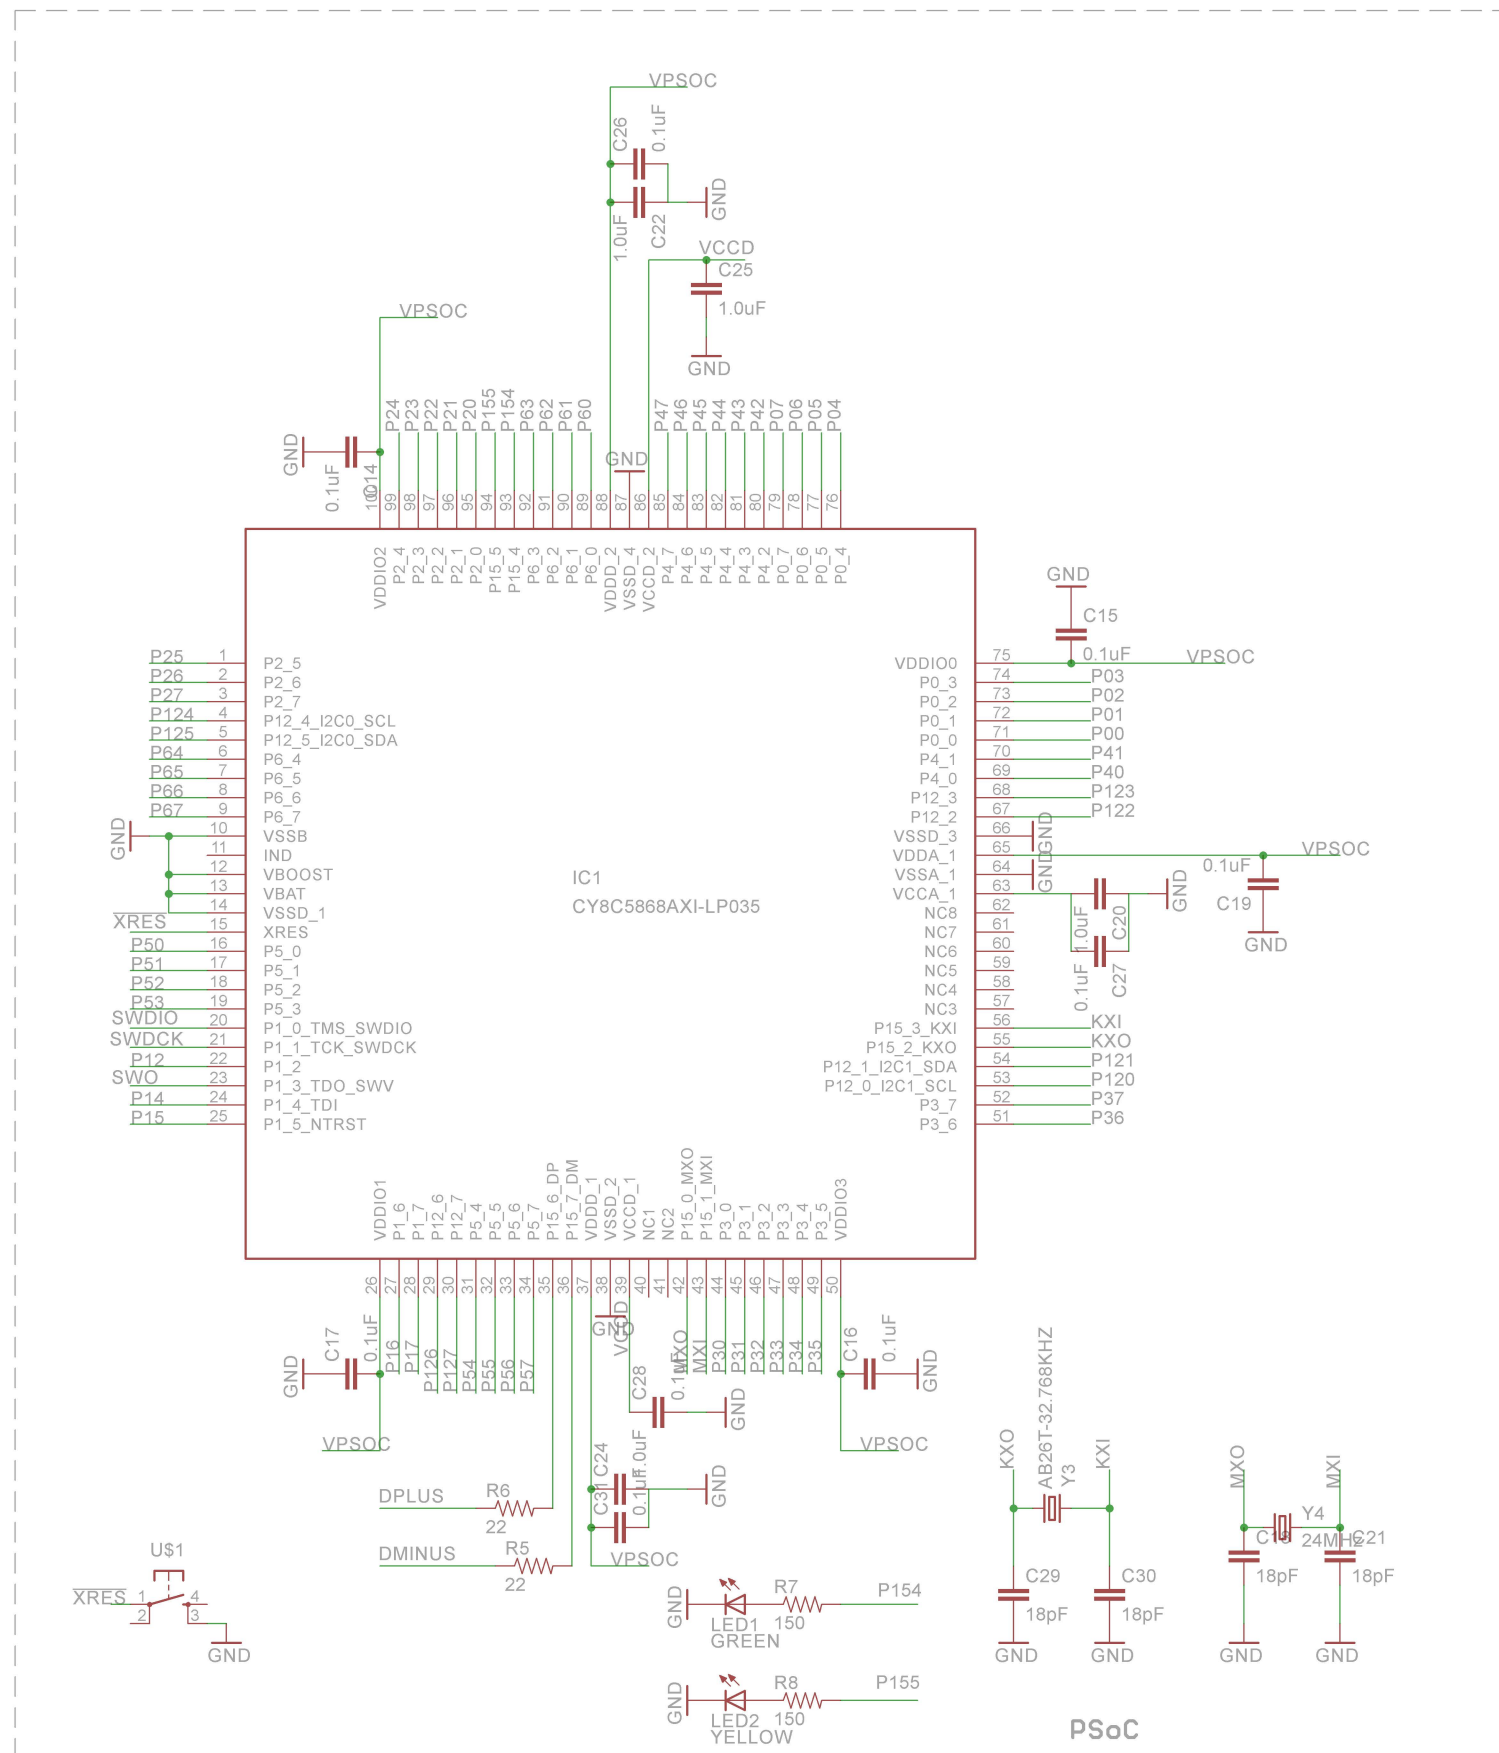 VPSOC
C26
0.1uF
GND
1.0uF
C22
VCCD
C25
1.0uF
GND
VPSOC
GND
0.1uF
C14
P24
P23
P22
P21
P20
P155
P154
P63
P62
P61
P60
GND
P47
P46
P45
P44
P43
P42
P07
P06
P05
P04
100
99
98
97
96
95
94
93
92
91
90
89
88
87
86
85
84
83
82
81
80
79
78
77
76
VDDIO2
P2_4
P2_3
P2_2
P2_1
P2_0
P15_5
P15_4
P6_3
P6_2
P6_1
P6_0
VDDD_2
VSSD_4
VCCD_2
P4_7
P4_6
P4_5
P4_4
P4_3
P4_2
P0_7
P0_6
P0_5
P0_4
P25 1 P2_5
P26 2 P2_6
P27 3 P2_7
P124 4 P12_4_I2C0_SCL
P125 5 P12_5_I2C0_SDA
P64 6 P6_4
P65 7 P6_5
P66 8 P6_6
P67 9 P6_7
GND 10 VSSB
11 IND
12 VBOOST
13 VBAT
14 VSSD_1
XRES 15 XRES
P50 16 P5_0
P51 17 P5_1
P52 18 P5_2
P53 19 P5_3
SWDIO 20 P1_0_TMS_SWDIO
SWDCK 21 P1_1_TCK_SWDCK
P12 22 P1_2
SWO 23 P1_3_TDO_SWV
P14 24 P1_4_TDI
P15 25 P1_5_NTRST
IC1
CY8C5868AXI-LP035
GND
C15
0.1uF
VDDIO0 75 VPSOC
P0_3 74 P03
P0_2 73 P02
P0_1 72 P01
P0_0 71 P00
P4_1 70 P41
P4_0 69 P40
P12_3 68 P123
P12_2 67 P122
VSSD_3 66 GND
VDDA_1 65 VPSOC
VSSA_1 64 GND
VCCA_1 63
NC8 62
NC7 61
NC6 60
NC5 59
NC4 58
NC3 57
P15_3_KXI 56 KXI
P15_2_KXO 55 KXO
P12_1_I2C1_SDA 54 P121
P12_0_I2C1_SCL 53 P120
P3_7 52 P37
P3_6 51 P36
0.1uF
C19
GND
GND
1.0uF
C20
0.1uF
C27
VDDIO1
P1_6
P1_7
P12_6
P12_7
P5_4
P5_5
P5_6
P5_7
P15_6_DP
P15_7_DM
VDDD_1
VSSD_2
VCCD_1
NC1
NC2
P15_0_MXO
P15_1_MXI
P3_0
P3_1
P3_2
P3_3
P3_4
P3_5
VDDIO3
26
27
28
29
30
31
32
33
34
35
36
37
38
39
40
41
42
43
44
45
46
47
48
49
50
GND
C17
0.1uF
P16
P17
P126
P127
P54
P55
P56
P57
GND
VCCD
C28
0.1uF
GND
MXO
MXI
P30
P31
P32
P33
P34
P35
C16
0.1uF
GND
VPSOC
VPSOC
C24
1.0uF
C31
0.1uF
GND
VPSOC
DPLUS
R6
22
DMINUS
R5
22
U$1
XRES
1
2
4
3
GND
GND
LED1
GREEN
R7
150
P154
GND
LED2
YELLOW
R8
150
P155
KXO
AB26T-32.768KHZ
Y3
KXI
C29
18pF
GND
C30
18pF
GND
MXO
MXI
Y4
24MHz
C18
18pF
GND
C21
18pF
GND
PSoC